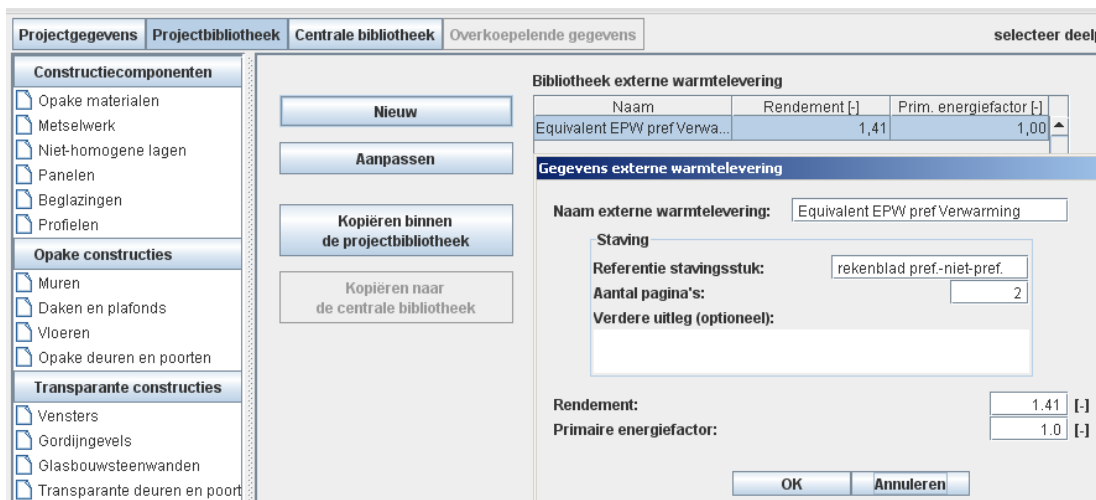 Projectgegevens Projectbibliotheek Centrale bibliotheek Overkoepelende gegevens selecteer deelp
Constructiecomponenten
Opake materialen
Metselwerk
Niet-homogene lagen
Panelen
Beglazingen
Profielen
Opake constructies
Muren
Daken en plafonds
Vloeren
Opake deuren en poorten
Transparante constructies
Vensters
Gordijngevels
Glasbouwsteenwanden
Transparante deuren en poort
Nieuw
Aanpassen
Kopiëren binnen
de projectbibliotheek
Kopiëren naar
de centrale bibliotheek
Bibliotheek externe warmtelevering
Naam Rendement [-] Prim. energiefactor [-]
Equivalent EPW pref Verwa... 1,41 1,00
Gegevens externe warmtelevering
Naam externe warmtelevering: Equivalent EPW pref Verwarming
Staving
Referentie stavingsstuk: rekenblad pref.-niet-pref.
Aantal pagina's: 2
Verdere uitleg (optioneel):
Rendement: 1.41 [-]
Primaire energiefactor: 1.0 [-]
OK Annuleren